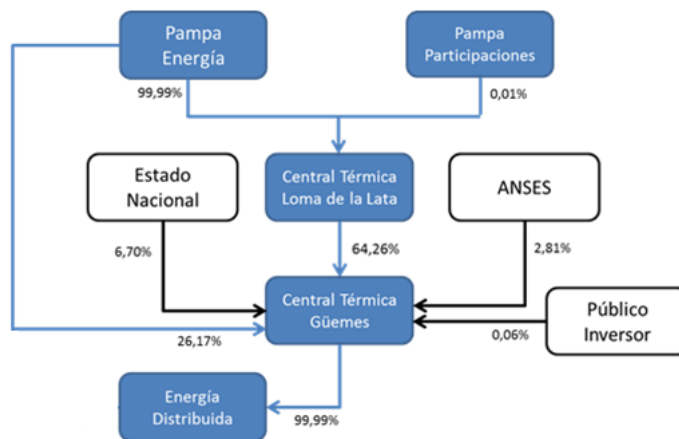 Pampa
Energía
Pampa
Participaciones
99,99%
0,01%
Estado
Nacional
Central Térmica
Loma de la Lata
ANSES
6,70%
64,26%
2,81%
Central Térmica
Güemes
Público
Inversor
26,17%
0,06%
Energía
Distribuida
99,99%